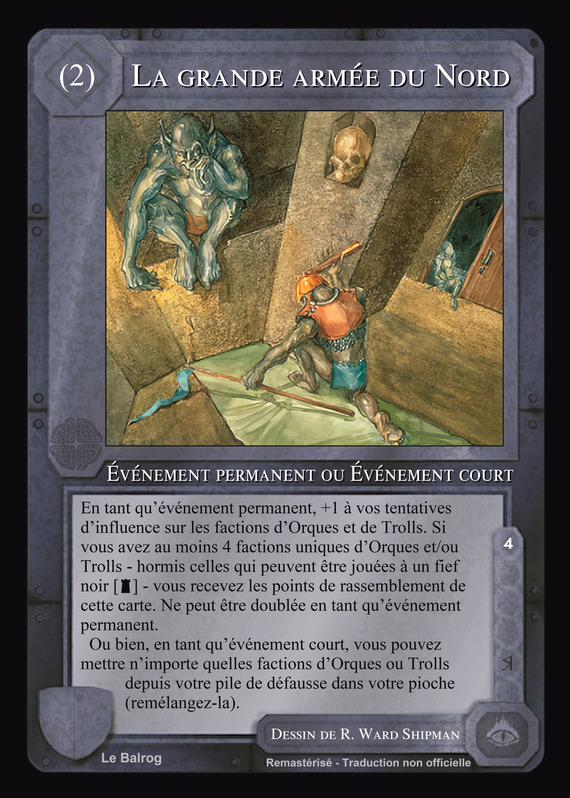 (2)
La grande armée du Nord
Événement permanent ou Événement court
En tant qu’événement permanent, +1 à vos tentatives
d’influence sur les factions d’Orques et de Trolls. Si
vous avez au moins 4 factions uniques d’Orques et/ou
Trolls - hormis celles qui peuvent être jouées à un fief
noir [♜] - vous recevez les points de rassemblement de
cette carte. Ne peut être doublée en tant qu’événement
permanent.
Ou bien, en tant qu’événement court, vous pouvez
mettre n’importe quelles factions d’Orques ou Trolls
depuis votre pile de défausse dans votre pioche
(remélangez-la).
4
Dessin de R. Ward Shipman
Le Balrog
Remastérisé - Traduction non officielle